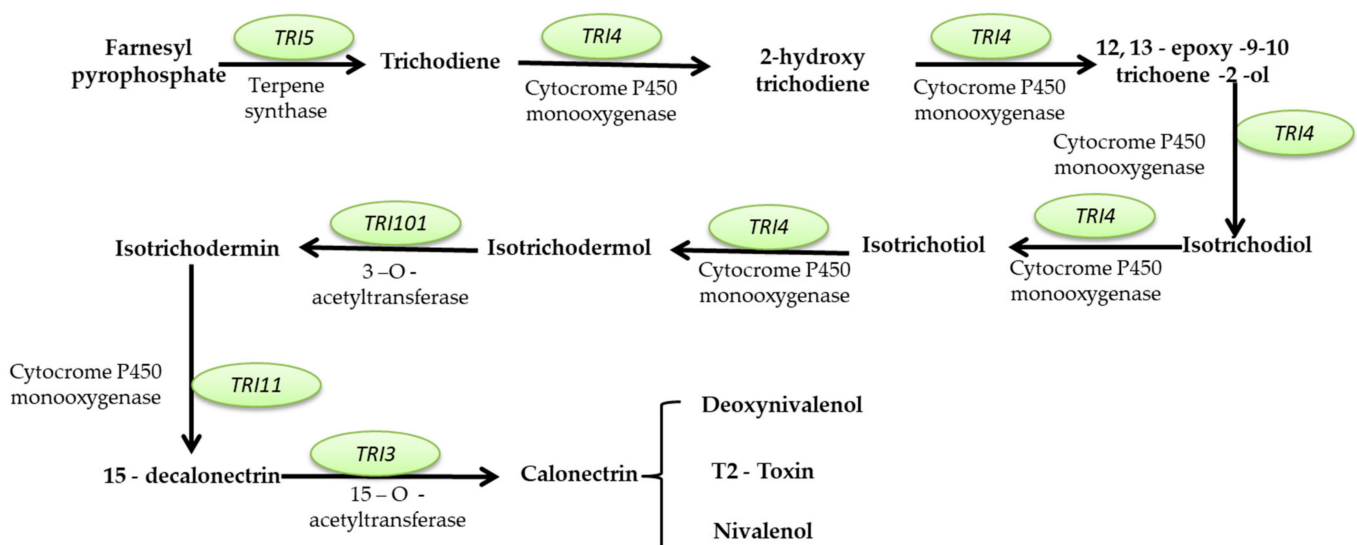 Farnesyl
pyrophosphate
TRI5
Terpene
synthase
Trichodiene
TRI4
Cytocrome P450
monooxygenase
2-hydroxy
trichodiene
TRI4
Cytocrome P450
monooxygenase
12, 13 - epoxy -9-10
trichoene -2 -ol
Cytocrome P450
monooxygenase
TRI4
Isotrichodiol
TRI4
Cytocrome P450
monooxygenase
Isotrichotiol
TRI4
Cytocrome P450
monooxygenase
Isotrichodermol
TRI101
3 –O -
acetyltransferase
Isotrichodermin
Cytocrome P450
monooxygenase
TRI11
15 - decalonectrin
TRI3
15 – O -
acetyltransferase
Calonectrin
Deoxynivalenol
T2 - Toxin
Nivalenol